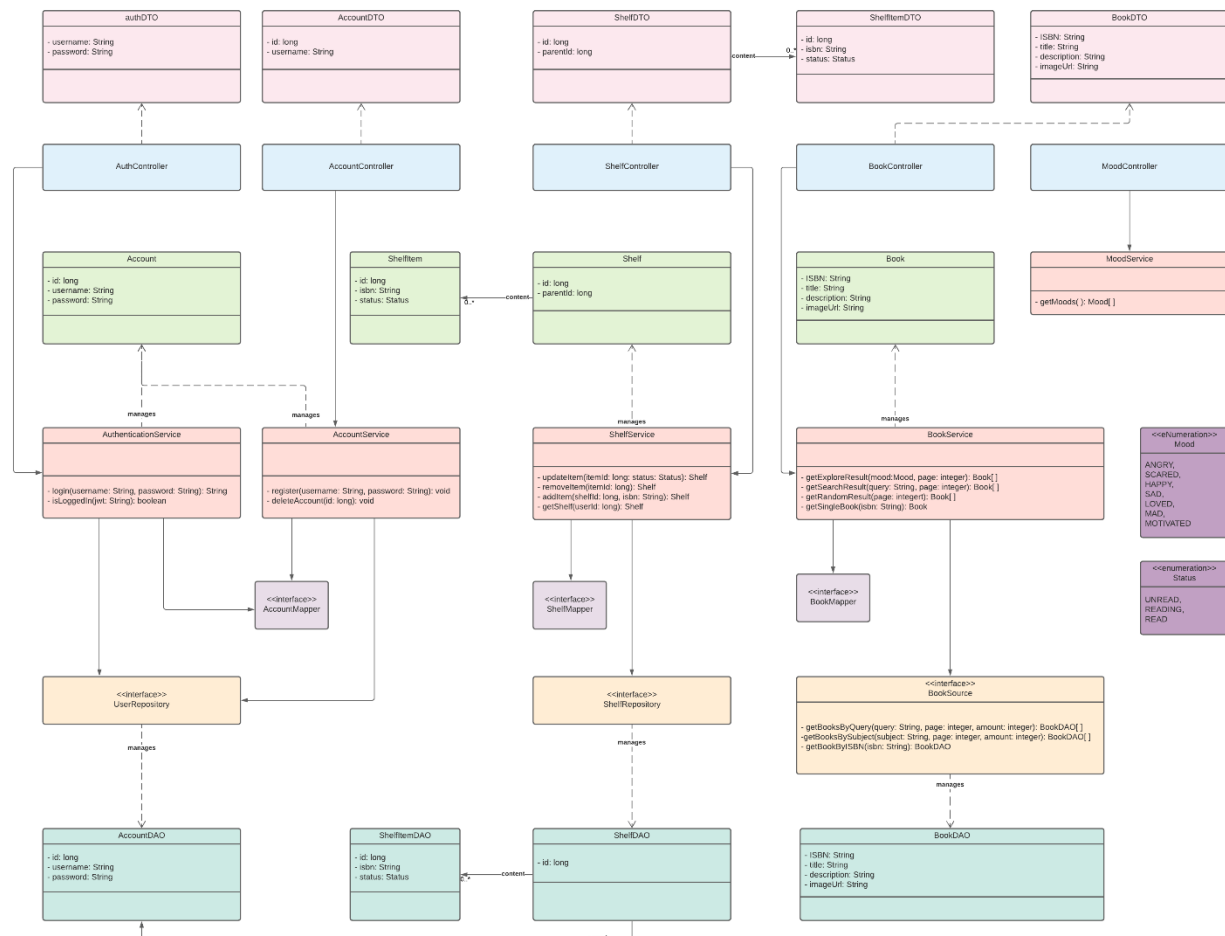 authDTO
- username: String
- password: String
AccountDTO
- id: long
- username: String
ShelfDTO
- id: long
- parentId: long
content
0..*
ShelfItemDTO
- id: long
- isbn: String
- status: Status
BookDTO
- ISBN: String
- title: String
- description: String
- imageUrl: String
AuthController
AccountController
ShelfController
BookController
MoodController
Account
- id: long
- username: String
- password: String
ShelfItem
- id: long
- isbn: String
- status: Status
0..*
content
Shelf
- id: long
- parentId: long
Book
- ISBN: String
- title: String
- description: String
- imageUrl: String
MoodService
- getMoods( ): Mood[ ]
manages
manages
manages
manages
AuthenticationService
- login(username: String, password: String): String
- isLoggedIn(jwt: String): boolean
AccountService
- register(username: String, password: String): void
- deleteAccount(id: long): void
ShelfService
- updateItem(itemId: long; status: Status): Shelf
- removeItem(itemId: long): Shelf
- addItem(shelfId: long, isbn: String): Shelf
- getShelf(userId: long): Shelf
BookService
- getExploreResult(mood:Mood, page: integer): Book[ ]
- getSearchResult(query: String, page: integer): Book[ ]
- getRandomResult(page: integert): Book[ ]
- getSingleBook(isbn: String): Book
<<eNumeration>>
Mood
ANGRY,
SCARED,
HAPPY,
SAD,
LOVED,
MAD,
MOTIVATED
<<interface>>
AccountMapper
<<interface>>
ShelfMapper
<<interface>>
BookMapper
<<enumeration>>
Status
UNREAD,
READING,
READ
<<interface>>
UserRepository
<<interface>>
ShelfRepository
<<interface>>
BookSource
- getBooksByQuery(query: String, page: integer, amount: integer): BookDAO[ ]
-getBooksBySubject(subject: String, page: integer, amount: integer): BookDAO[ ]
- getBookByISBN(isbn: String): BookDAO
manages
manages
manages
AccountDAO
- id: long
- username: String
- password: String
ShelfItemDAO
- id: long
- isbn: String
- status: Status
0..*
content
ShelfDAO
- id: long
BookDAO
- ISBN: String
- title: String
- description: String
- imageUrl: String